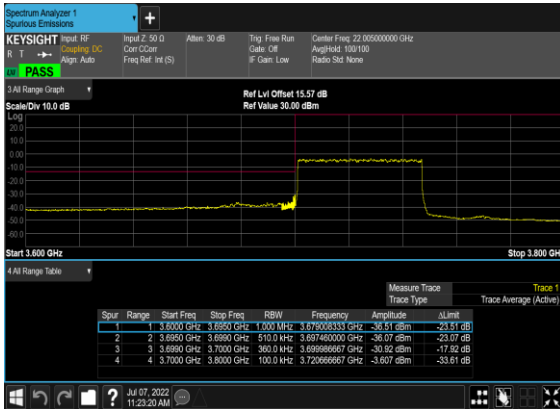 Spectrum Analyzer 1
Spurious Emissions
+
KEYSIGHT Input: RF Input Z: 50 Ω Atten: 30 dB Trig: Free Run Center Freq: 22.005000000 GHz
R T Coupling: DC Corr CCorr Gate: Off Avg|Hold: 100/100
Align: Auto Freq Ref: Int (S) IF Gain: Low Radio Std: None
LXI PASS
3 All Range Graph
Ref Lvl Offset 15.57 dB
Scale/Div 10.0 dB Ref Value 30.00 dBm
Log
20.0
10.0
0.00
-10.0
-20.0
-30.0
-40.0
-50.0
-60.0
Start 3.600 GHz Stop 3.800 GH
4 All Range Table
Measure Trace Trace 1
Trace Type Trace Average (Active)
Spur Range Start Freq Stop Freq RBW Frequency Amplitude ΔLimit
1 1 3.6000 GHz 3.6950 GHz 1.000 MHz 3.679008333 GHz -36.51 dBm -23.51 dB
2 2 3.6950 GHz 3.6990 GHz 510.0 kHz 3.697460000 GHz -36.07 dBm -23.07 dB
3 3 3.6990 GHz 3.7000 GHz 360.0 kHz 3.699986667 GHz -30.92 dBm -17.92 dB
4 4 3.7000 GHz 3.8000 GHz 100.0 kHz 3.720666667 GHz -3.607 dBm -33.61 dB
? Jul 07, 2022
11:23:20 AM